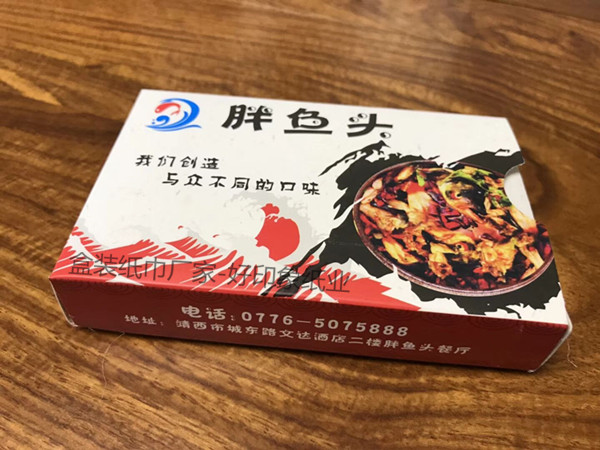 胖鱼头
我们创造
与众不同的口味
盒装纸巾厂家-好印象纸业
电话:0776-5075888
地址:靖西市城东路文达酒店二楼胖鱼头餐厅